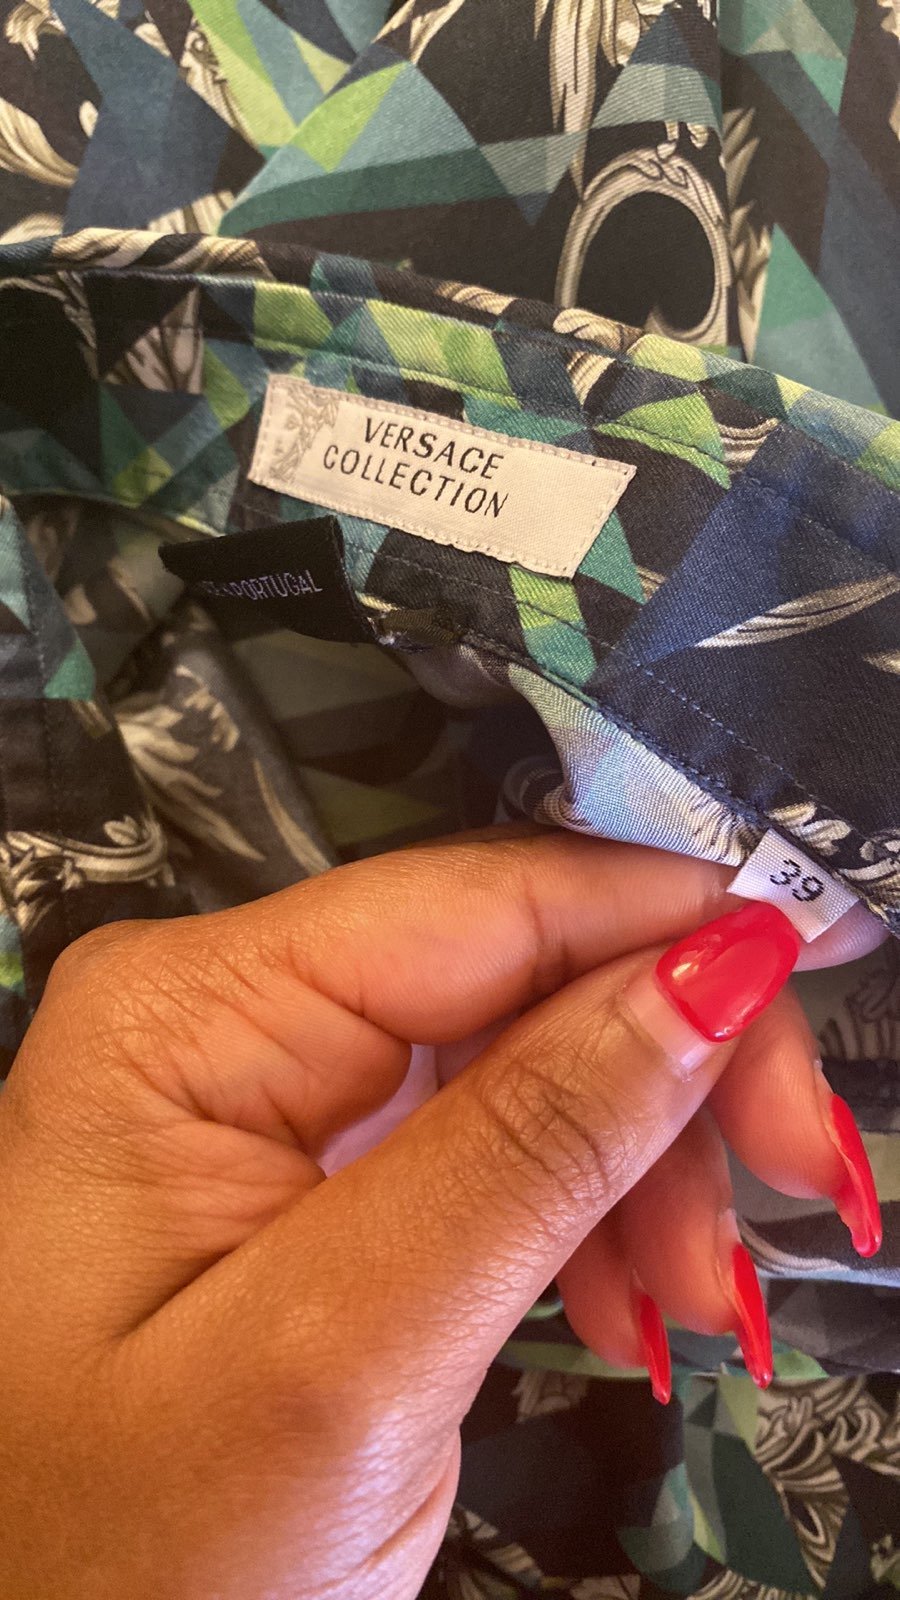 VERSACE
COLLECTION
PORTUGAL
39